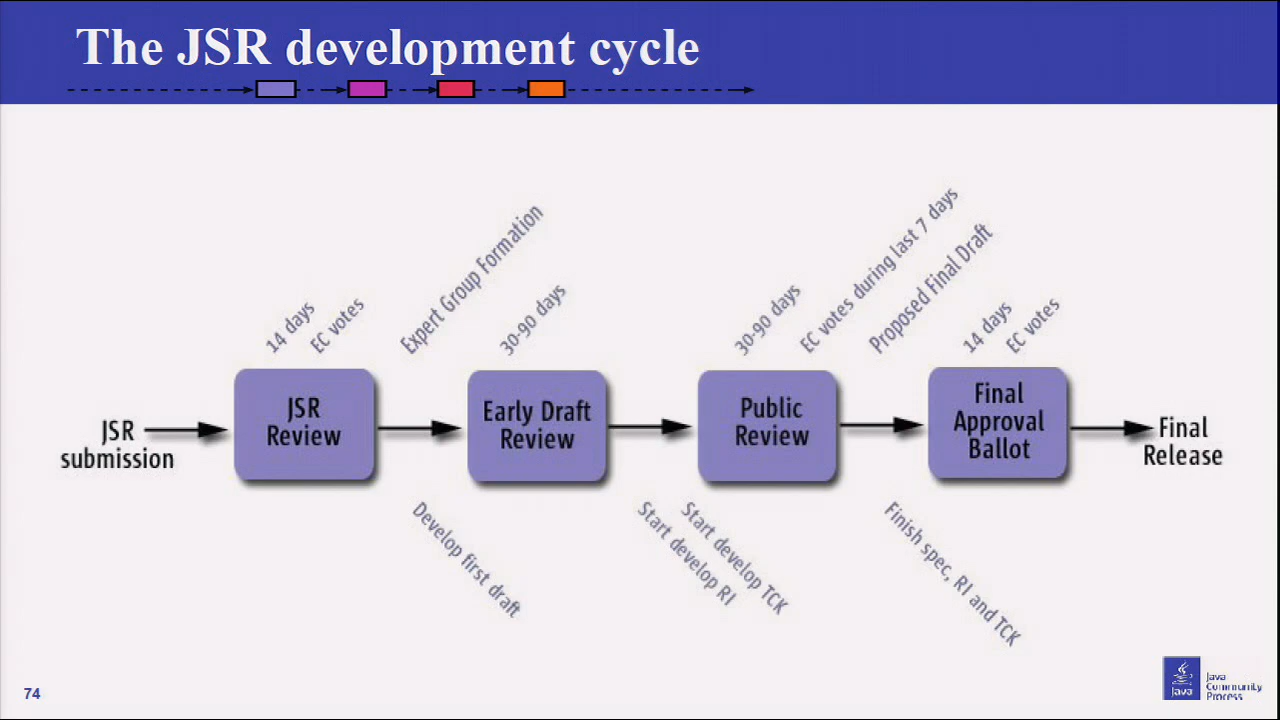 The JSR development cycle
14 days
EC votes
Expert Group Formation
30-90 days
30-90 days
EC votes during last 7 days
Proposed Final Draft
14 days
EC votes
JSR
submission
JSR
Review
Early Draft
Review
Public
Review
Final
Approval
Ballot
Final
Release
Develop first draft
Start develop RI
Start develop TCK
Finish spec, RI and TCK
74
Java
Java
Community
Process